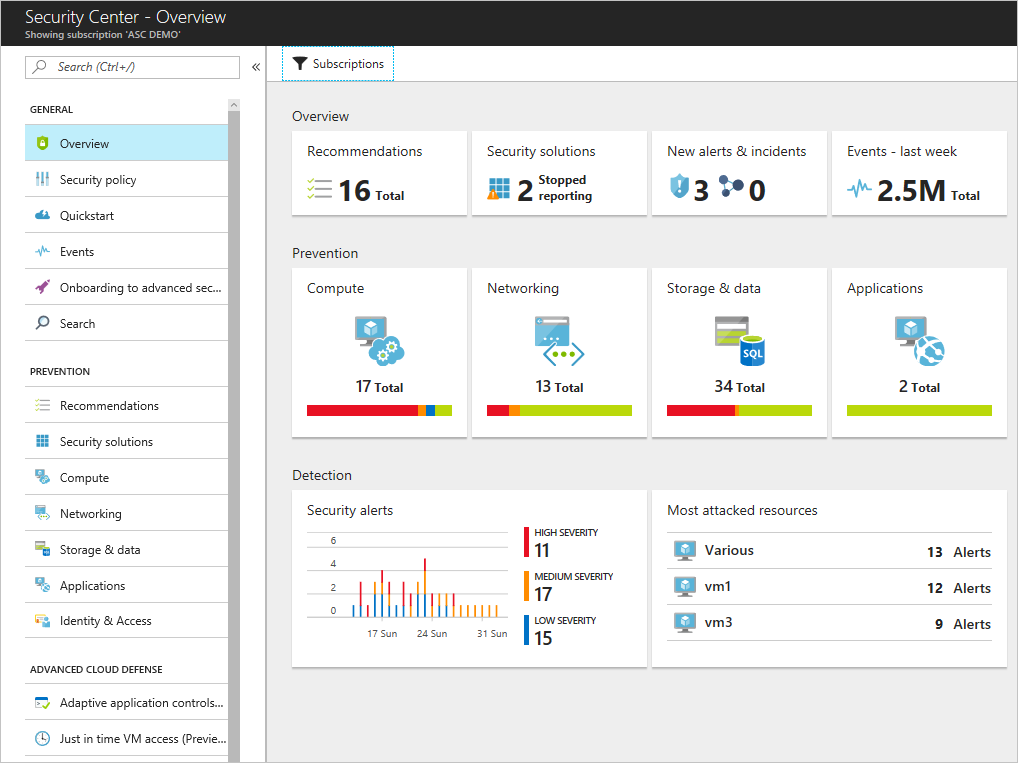 Security Center - Overview
Showing subscription 'ASC DEMO'
Search (Ctrl+/)
«
Subscriptions
GENERAL
Overview
Security policy
Quickstart
Events
Onboarding to advanced sec...
Search
PREVENTION
Recommendations
Security solutions
Compute
Networking
Storage & data
Applications
Identity & Access
ADVANCED CLOUD DEFENSE
Adaptive application controls...
Just in time VM access (Previe...
Overview
Recommendations
16 Total
Security solutions
2 Stopped
reporting
New alerts & incidents
3 0
Events - last week
2.5M Total
Prevention
Compute
17 Total
Networking
13 Total
Storage & data
SQL
34 Total
Applications
2 Total
Detection
Security alerts
6
4
2
0
17 Sun 24 Sun 31 Sun
HIGH SEVERITY
11
MEDIUM SEVERITY
17
LOW SEVERITY
15
Most attacked resources
Various 13 Alerts
vm1 12 Alerts
vm3 9 Alerts